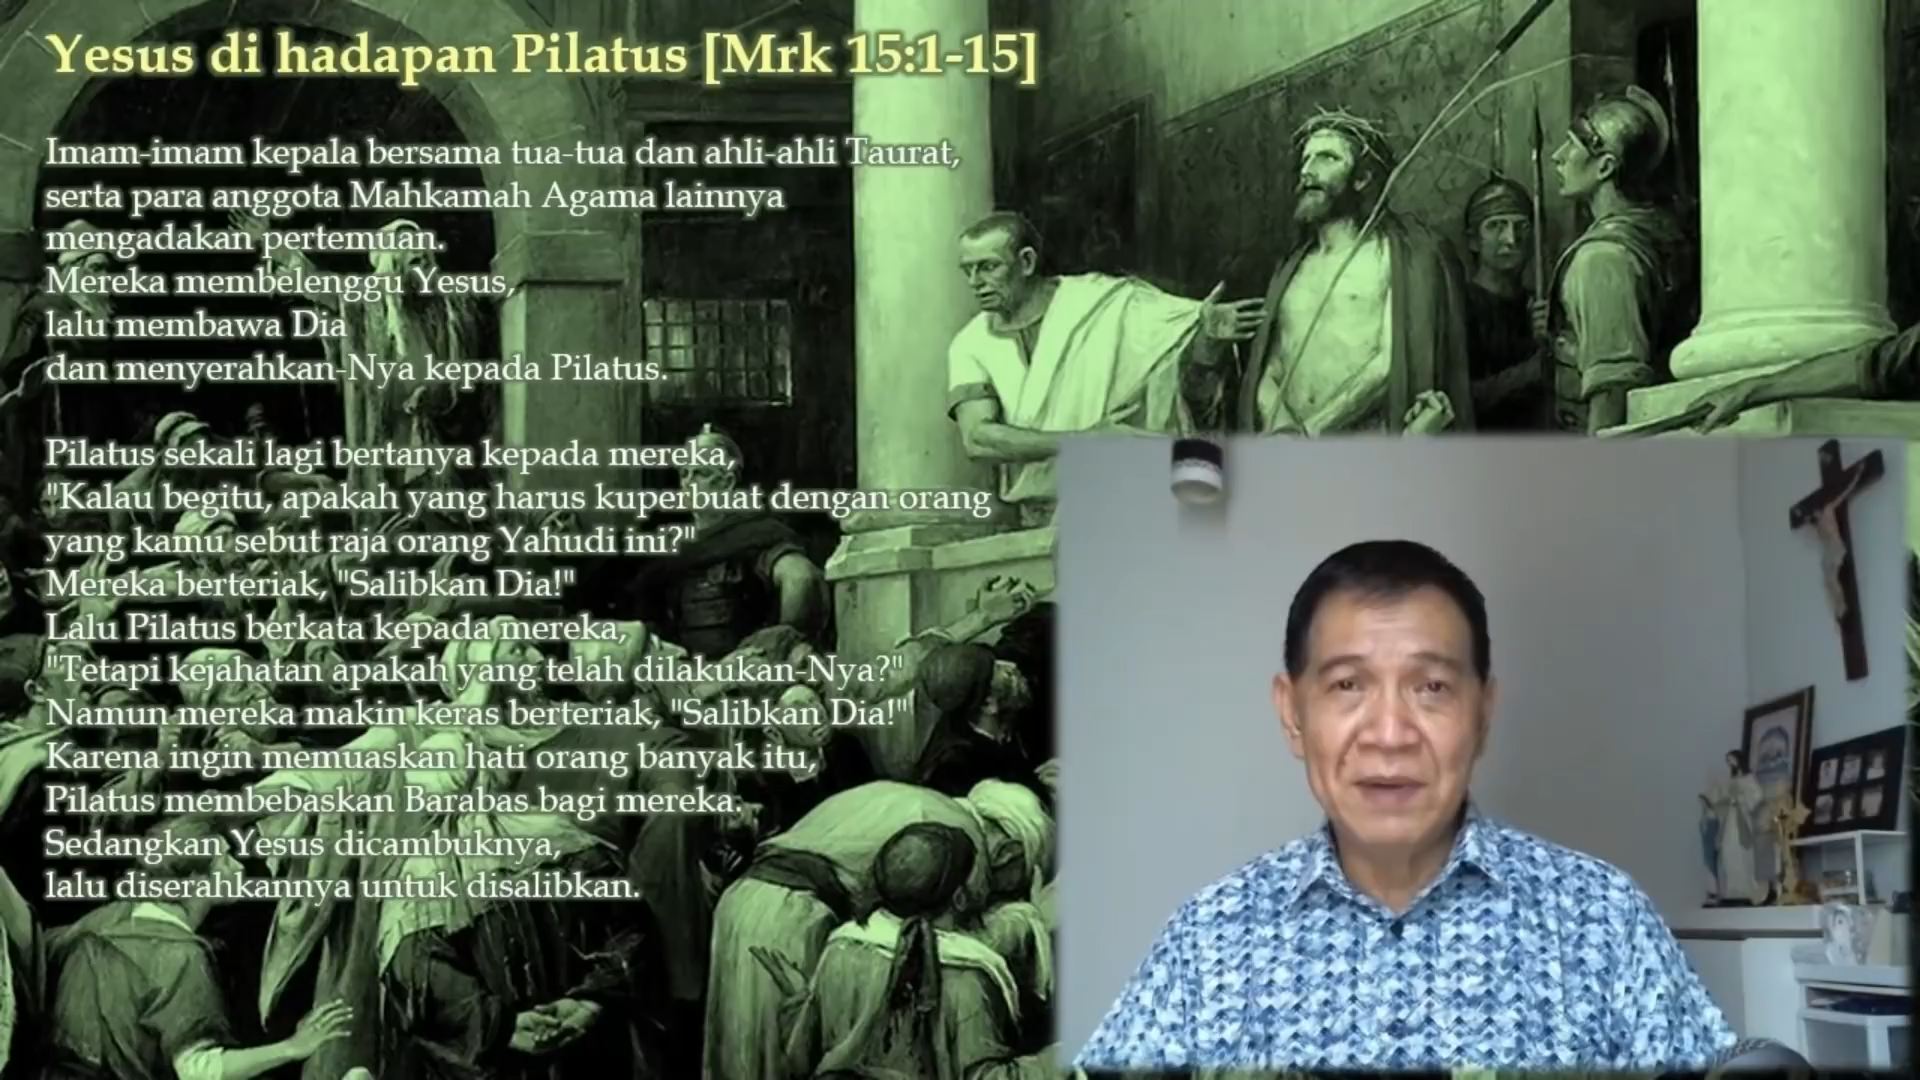 Yesus di hadapan Pilatus [Mrk 15:1-15]
Imam-imam kepala bersama tua-tua dan ahli-ahli Taurat,
serta para anggota Mahkamah Agama lainnya
mengadakan pertemuan.
Mereka membelenggu Yesus,
lalu membawa Dia
dan menyerahkan-Nya kepada Pilatus.
Pilatus sekali lagi bertanya kepada mereka,
"Kalau begitu, apakah yang harus kuperbuat dengan orang
yang kamu sebut raja orang Yahudi ini?"
Mereka berteriak, "Salibkan Dia!"
Lalu Pilatus berkata kepada mereka,
"Tetapi kejahatan apakah yang telah dilakukan-Nya?"
Namun mereka makin keras berteriak, "Salibkan Dia!"
Karena ingin memuaskan hati orang banyak itu,
Pilatus membebaskan Barabas bagi mereka.
Sedangkan Yesus dicambuknya,
lalu diserahkannya untuk disalibkan.